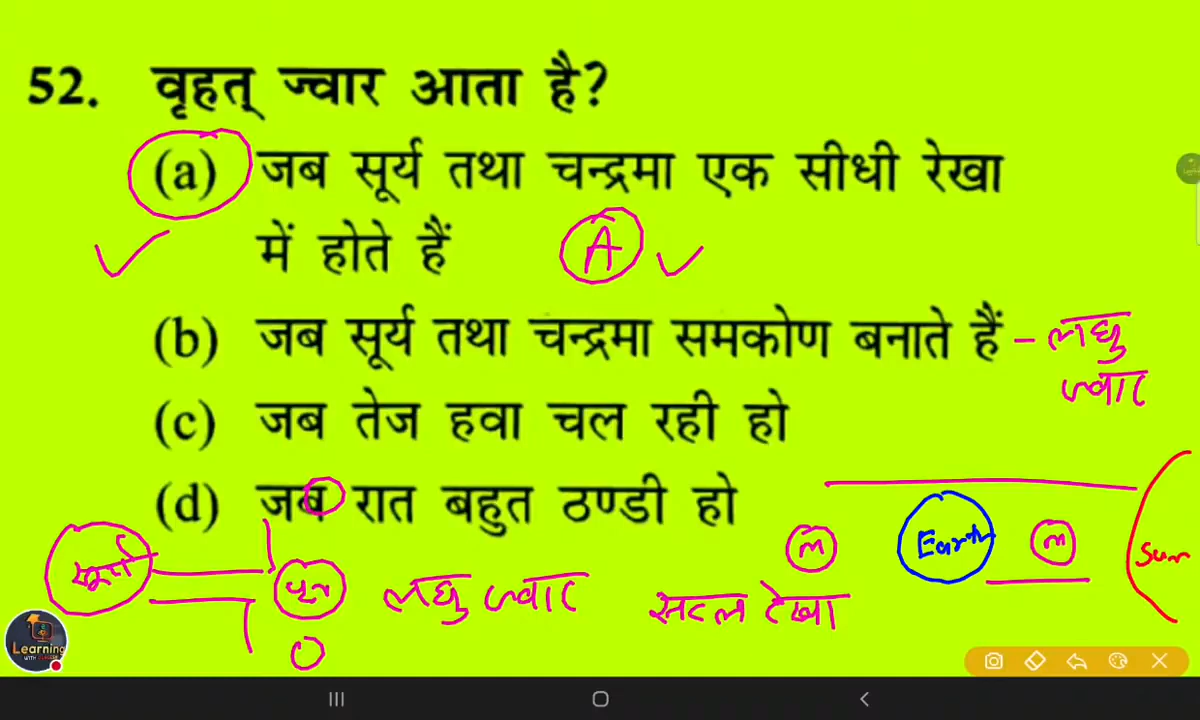 52. वृहत् ज्वार आता है?
(a) जब सूर्य तथा चन्द्रमा एक सीधी रेखा
में होते हैं A
(b) जब सूर्य तथा चन्द्रमा समकोण बनाते हैं - लघु
ज्वार
(c) जब तेज हवा चल रही हो
(d) जब रात बहुत ठण्डी हो
सूर्य लघु ज्वार सरल रेखा m Earth m Sun
Learning